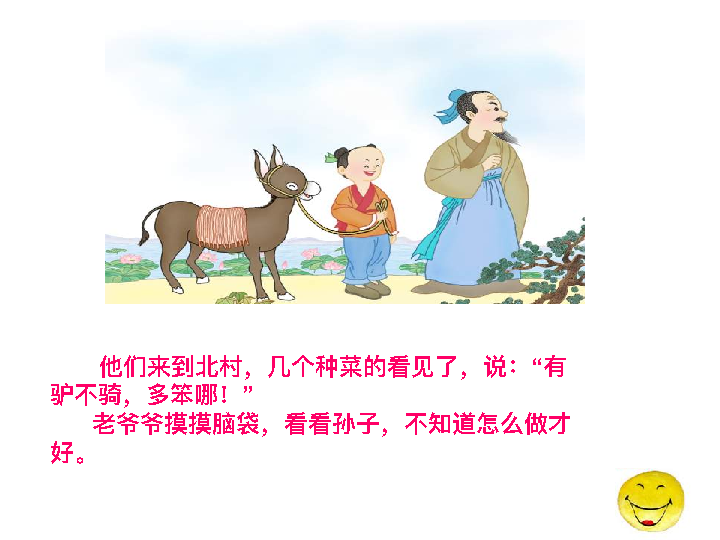 他们来到北村，几个种菜的看见了，说：“有
驴不骑，多笨哪！”
老爷爷摸摸脑袋，看看孙子，不知道怎么做才
好。